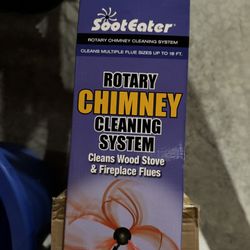 SootEater
ROTARY CHIMNEY CLEANING SYSTEM
CLEANS MULTIPLE FLUE SIZES UP TO 18 FT.
ROTARY
CHIMNEY
CLEANING
SYSTEM
Cleans Wood Stove
& Fireplace Flues